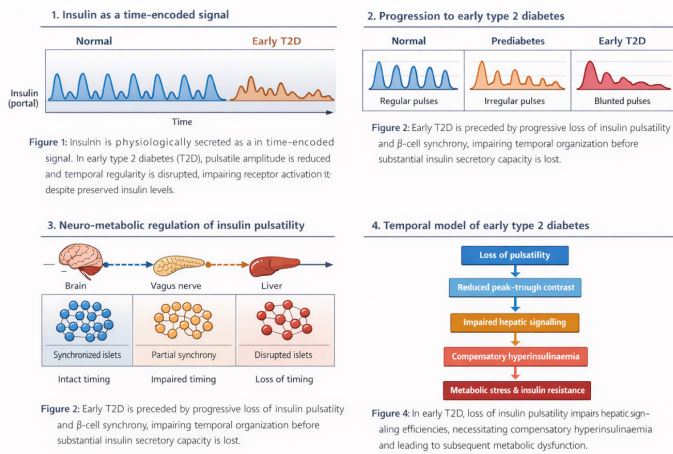 1. Insulin as a time-encoded signal
Normal
Early T2D
Insulin
(portal)
Time
Figure 1: Insulnn is physiologically secreted as a in time-encoded
signal. In early type 2 diabetes (T2D), pulsatile amplitude is reduced
and temporal regularity is disrupted, impairing receptor activation
despite preserved insulin levels.
2. Progression to early type 2 diabetes
Normal
Prediabetes
Early T2D
Regular pulses
Irregular pulses
Blunted pulses
Figure 2: Early T2D is preceded by progressive loss of insulin pulsatility
and β-cell synchrony, impairing temporal organization before
substantial insulin secretory capacity is lost.
3. Neuro-metabolic regulation of insulin pulsatility
Brain
Vagus nerve
Liver
Synchronized islets
Partial synchrony
Disrupted islets
Intact timing
Impaired timing
Loss of timing
Figure 2: Early T2D is preceded by progressive loss of insulin pulsatiity
and β-cell synchrony, impairing temporal organization before
substantial insulin secretory capacity is lost.
4. Temporal model of early type 2 diabetes
Loss of pulsatility
Reduced peak–trough contrast
Impaired hepatic signalling
Compensatory hyperinsulinaemia
Metabolic stress & insulin resistance
Figure 4: In early T2D, loss of insulin pulsatility impairs hepatic sign–
aling efficiencies, necessitating compensatory hyperinsulinaemia
and leading to subsequent metabolic dysfunction.